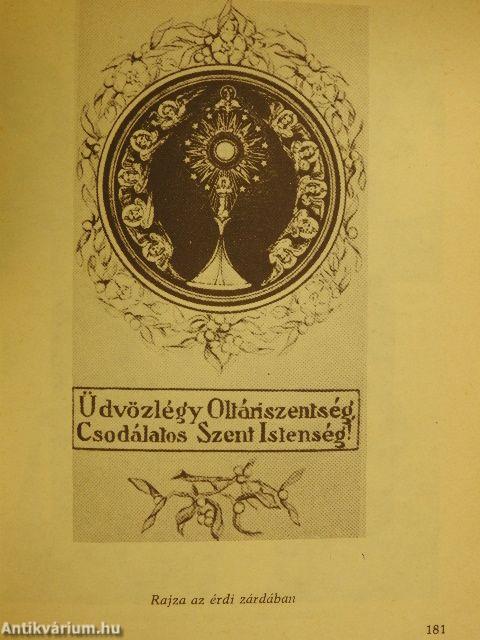 Üdvözlégy Oltáriszentség,
Csodálatos Szent Istenség!
Rajza az érdi zárdában
181
Antikvárium.hu